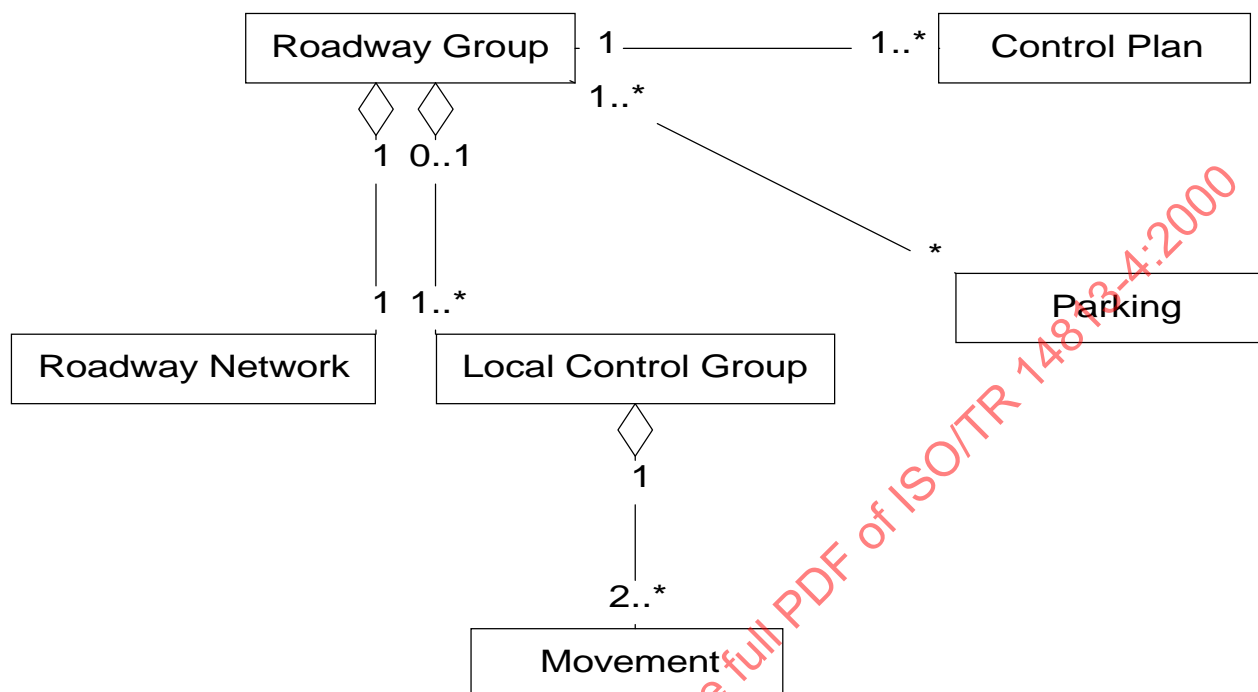 Roadway Group
1
1..*
Control Plan
1..*
1
0..1
*
Parking
1
1..*
Roadway Network
Local Control Group
1
2..*
Movement
e full PDF of ISO/TR 14813-4:2000